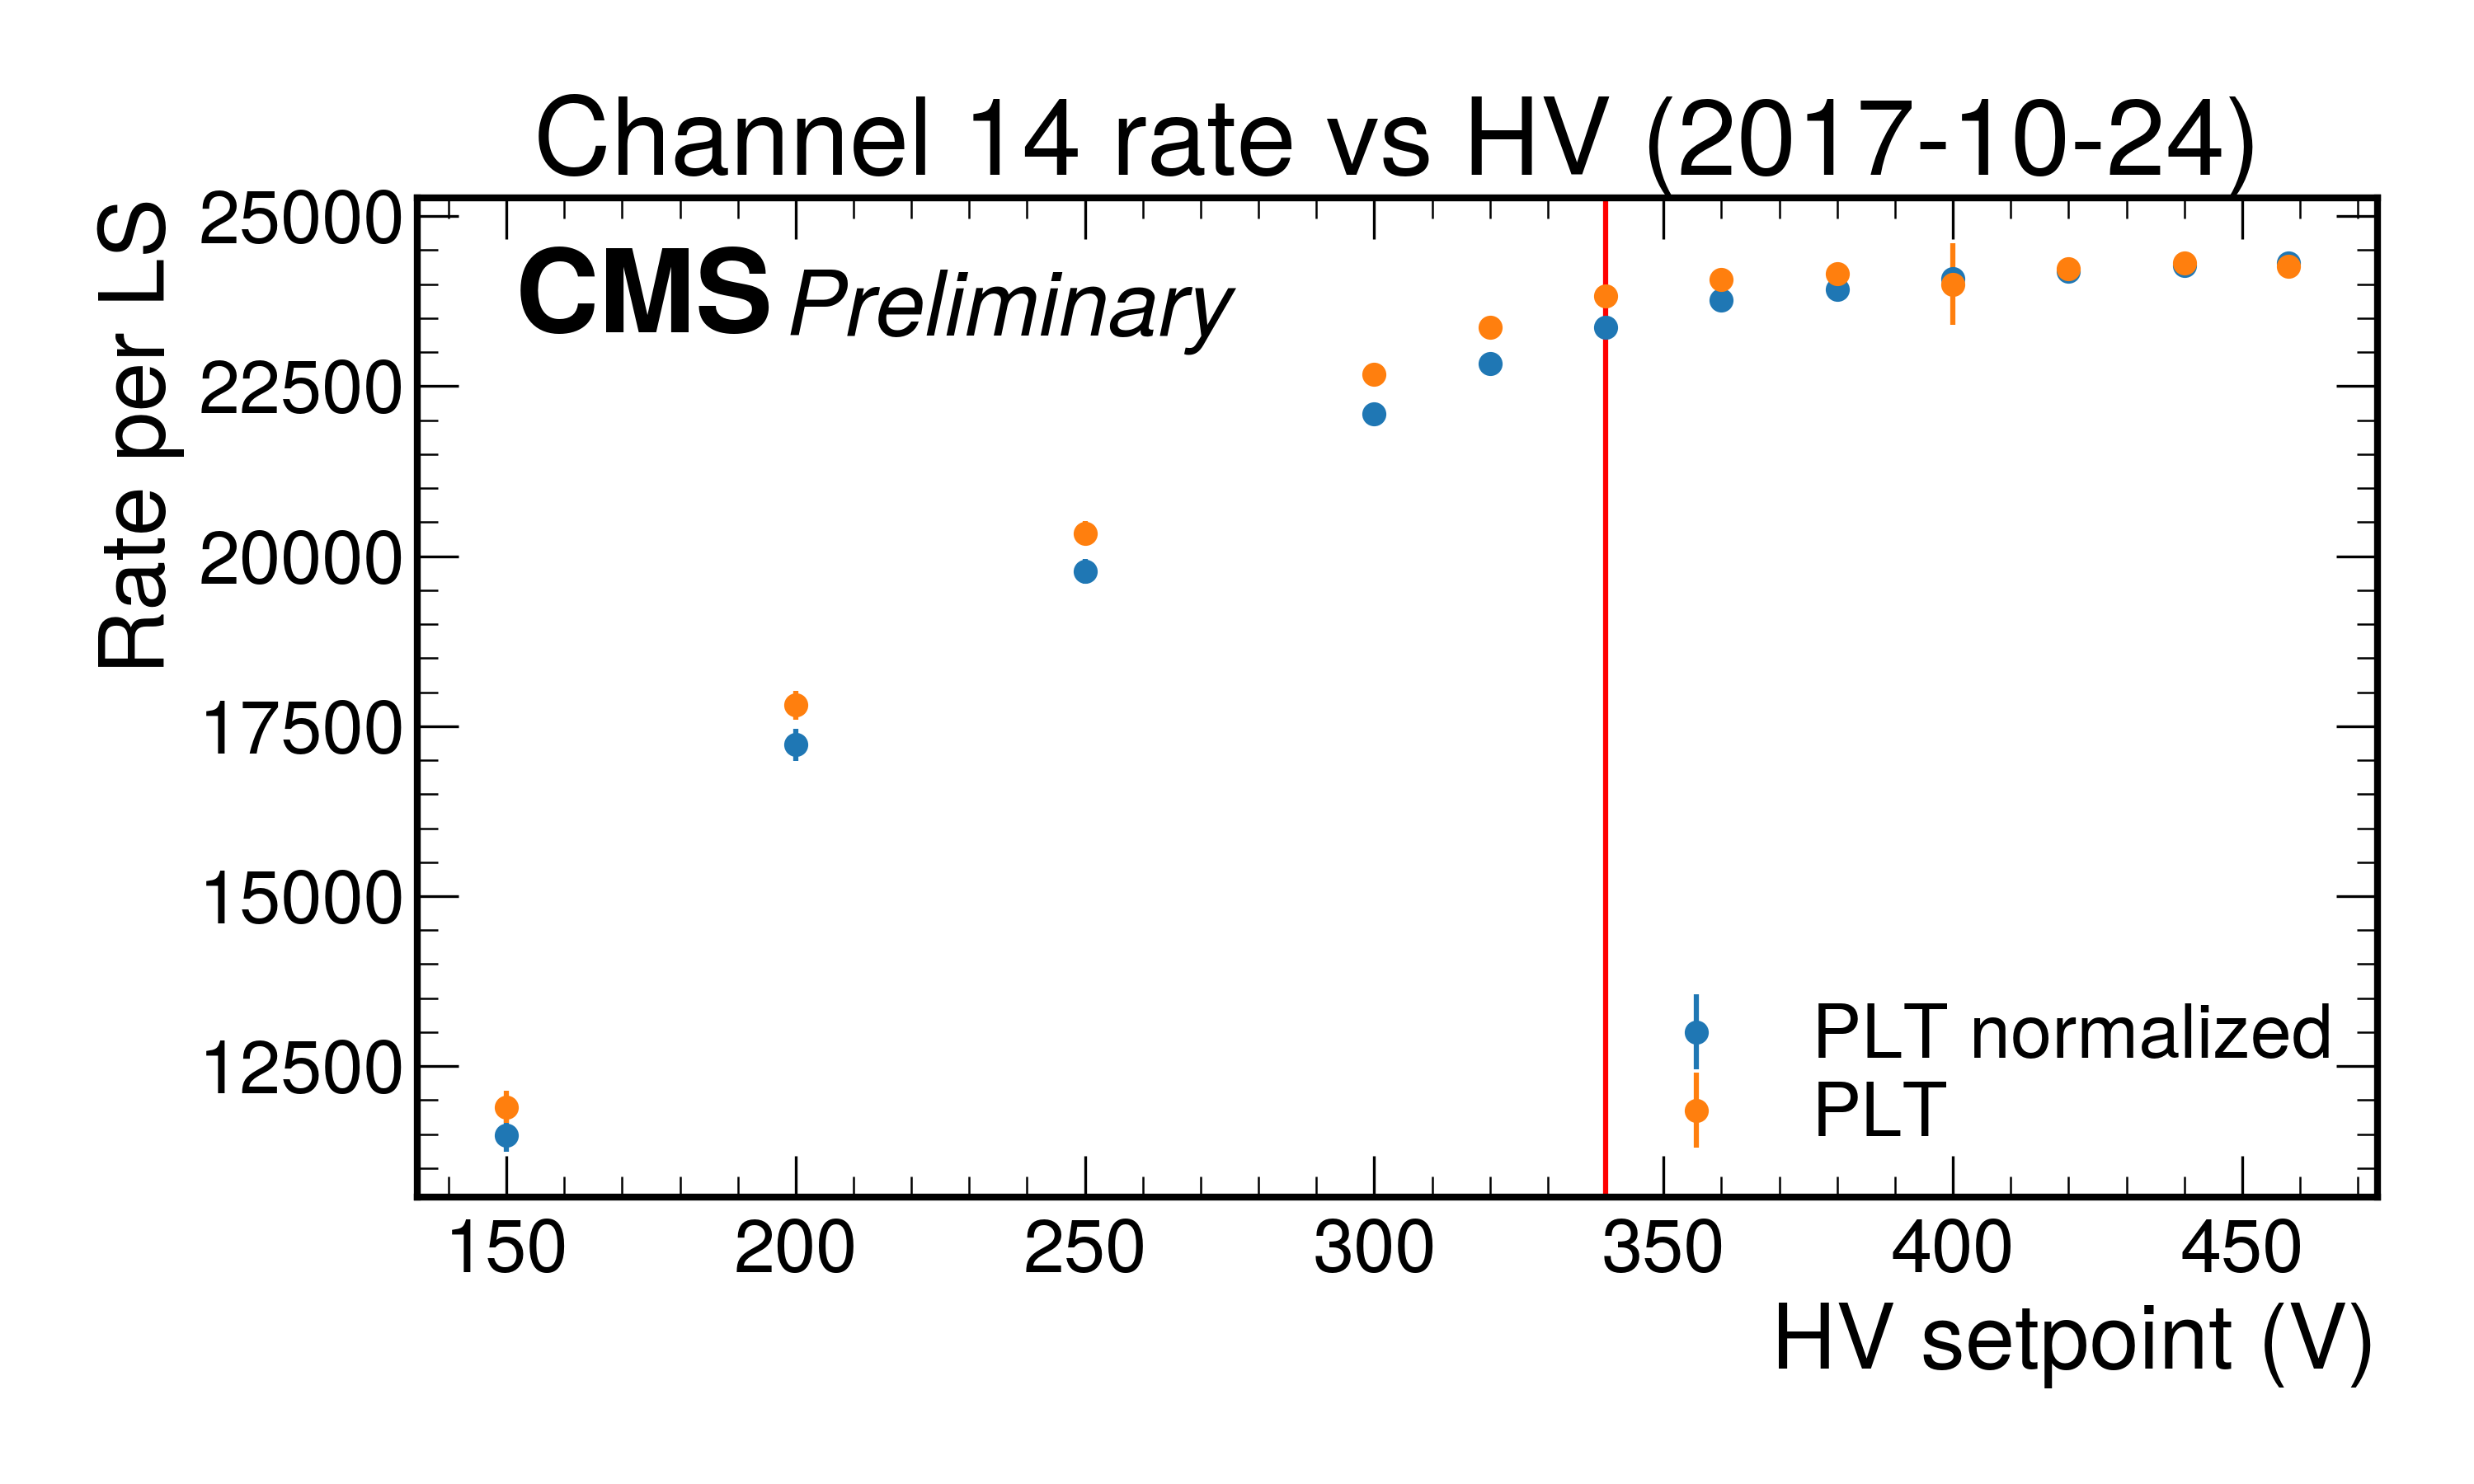 Channel 14 rate vs HV (2017-10-24)
CMS Preliminary
Rate per LS
25000
22500
20000
17500
15000
12500
PLT normalized
PLT
150 200 250 300 350 400 450
HV setpoint (V)